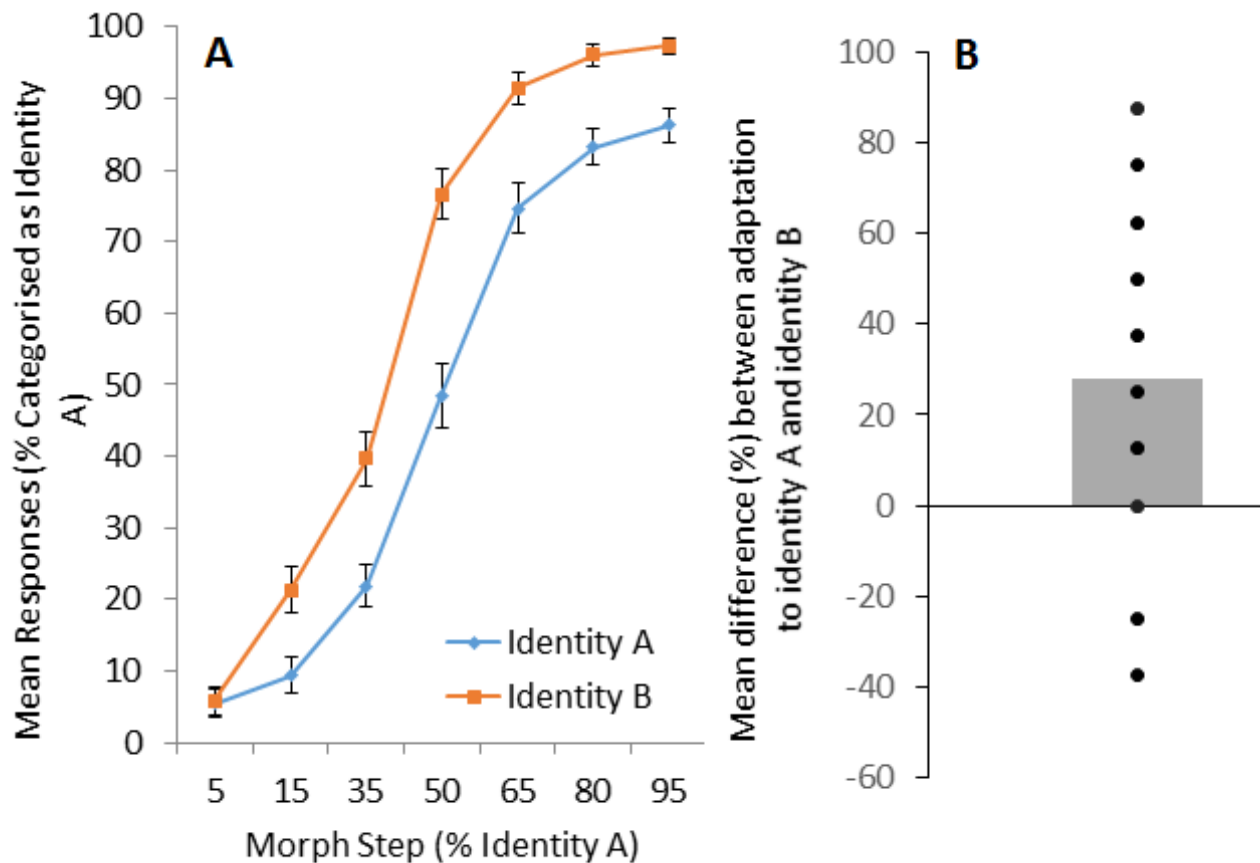 A
Mean Responses (% Categorised as Identity
A)
100
90
80
70
60
50
40
30
20
10
0
5 15 35 50 65 80 95
Morph Step (% Identity A)
Identity A
Identity B
B
Mean difference (%) between adaptation
to identity A and identity B
100
80
60
40
20
0
-20
-40
-60